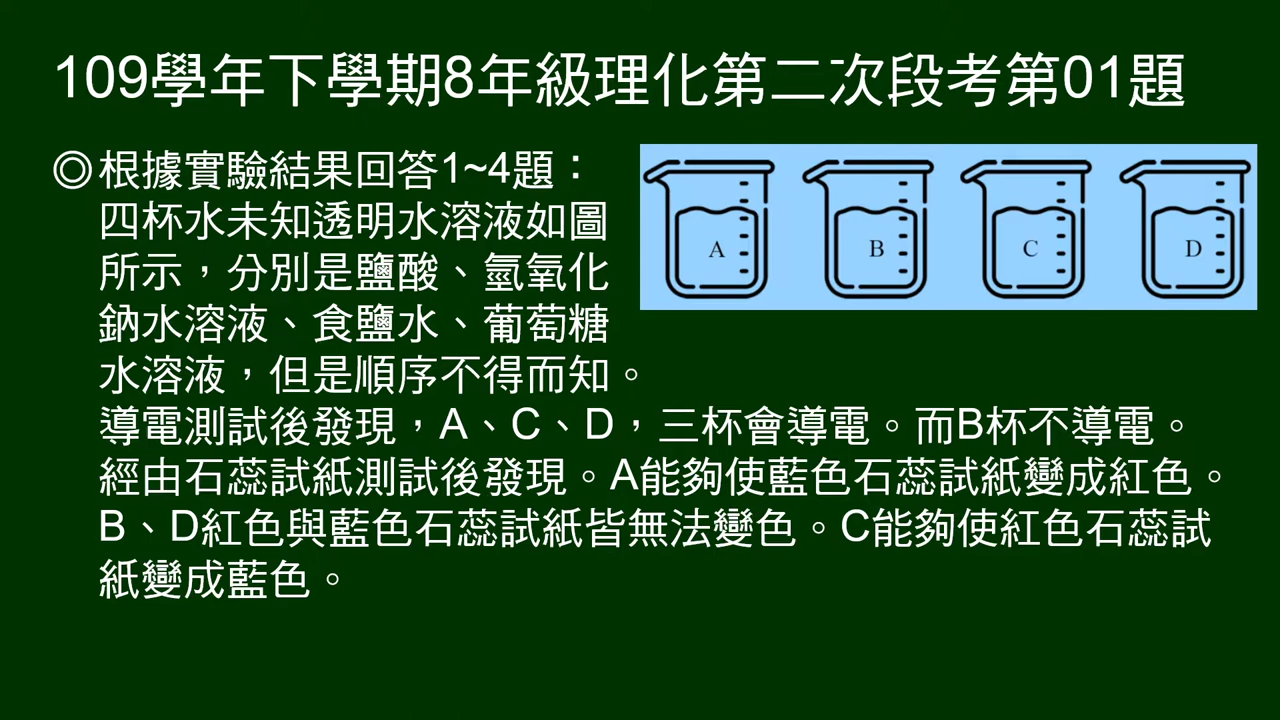 109學年下學期8年級理化第二次段考第01題
◎根據實驗結果回答1~4題：
四杯水未知透明水溶液如圖
所示，分別是鹽酸、氫氧化
鈉水溶液、食鹽水、葡萄糖
水溶液，但是順序不得而知。
A B C D
導電測試後發現，A、C、D，三杯會導電。而B杯不導電。
經由石蕊試紙測試後發現。A能夠使藍色石蕊試紙變成紅色。
B、D紅色與藍色石蕊試紙皆無法變色。C能夠使紅色石蕊試
紙變成藍色。